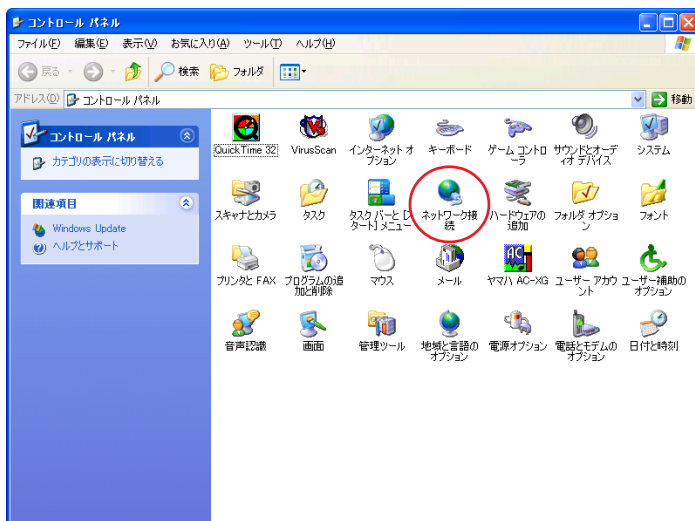 コントロール パネル
ファイル(F) 編集(E) 表示(V) お気に入り(A) ツール(T) ヘルプ(H)
戻る 検索 フォルダ
アドレス(D) コントロール パネル 移動
コントロール パネル
カテゴリの表示に切り替える
関連項目
Windows Update
ヘルプとサポート
QuickTime 32
VirusScan
インターネット オ
プション
キーボード
ゲーム コントロ
ーラ
サウンドとオーデ
ィオ デバイス
システム
スキャナとカメラ
タスク
タスク バーと [ス
タート] メニュー
ネットワーク接
続
ハードウェアの
追加
フォルダ オプショ
ン
フォント
プリンタと FAX
プログラムの追
加と削除
マウス
メール
ヤマハ AC-XG
ユーザー アカウ
ント
ユーザー補助の
オプション
音声認識
画面
管理ツール
地域と言語の
オプション
電源オプション
電話とモデムの
オプション
日付と時刻
AC
XG